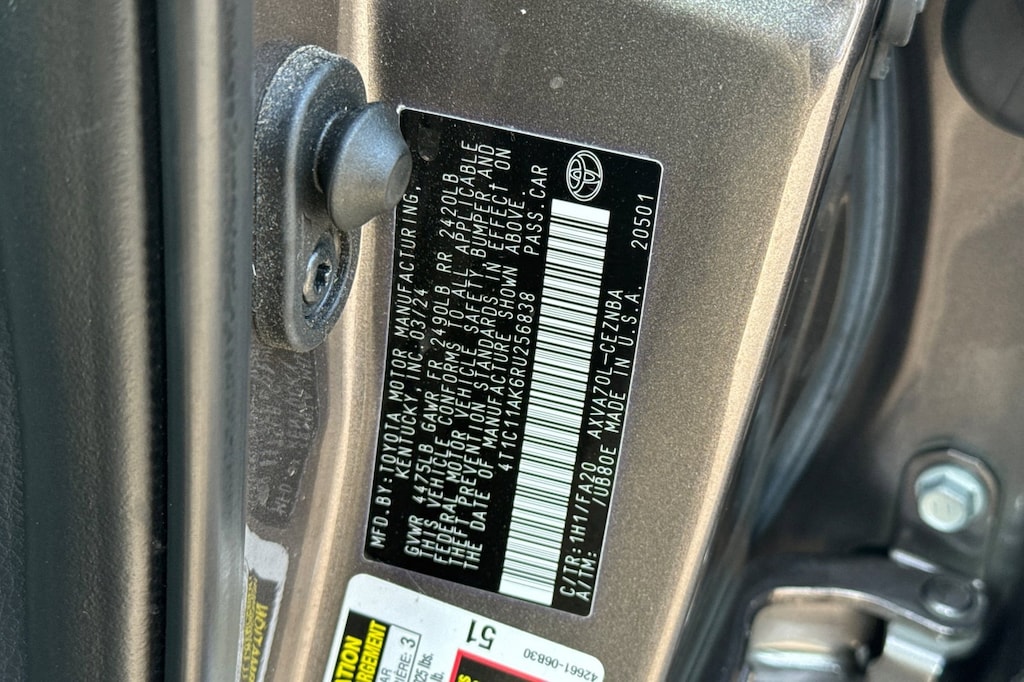 MFD.BY:TOYOTA MOTOR MANUFACTURING,
KENTUCKY, INC.03/24
GVWR 4475LB GAWR FR 2490LB RR 2420LB
THIS VEHICLE CONFORMS TO ALL APPLICABLE
FEDERAL MOTOR VEHICLE SAFETY, BUMPER, AND
THEFT PREVENTION STANDARDS IN EFFECT ON
THE DATE OF MANUFACTURE SHOWN ABOVE.
PASS.CAR
4T1C11AK6RU256838
C/TR:1H1/FA20 AXVA70L-CEZNBA
A/TM: /UB80E MADE IN U.S.A. 20501
3
51
42661-06B30